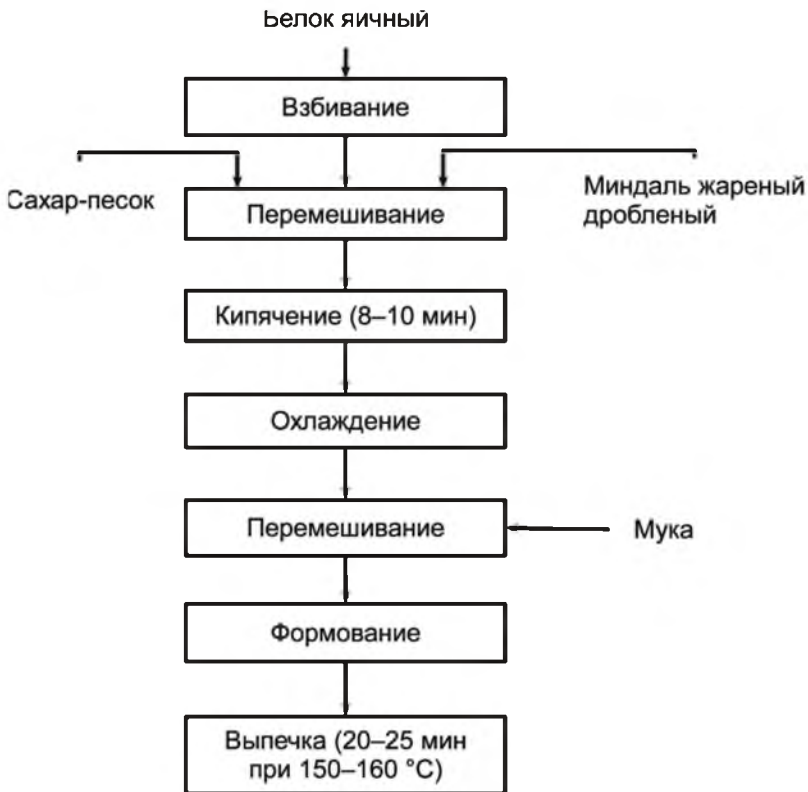 Белок яичный
Взбивание
Сахар-песок
Миндаль жареный
дробленый
Перемешивание
Кипячение (8–10 мин)
Охлаждение
Перемешивание
Мука
Формование
Выпечка (20–25 мин
при 150–160 °С)